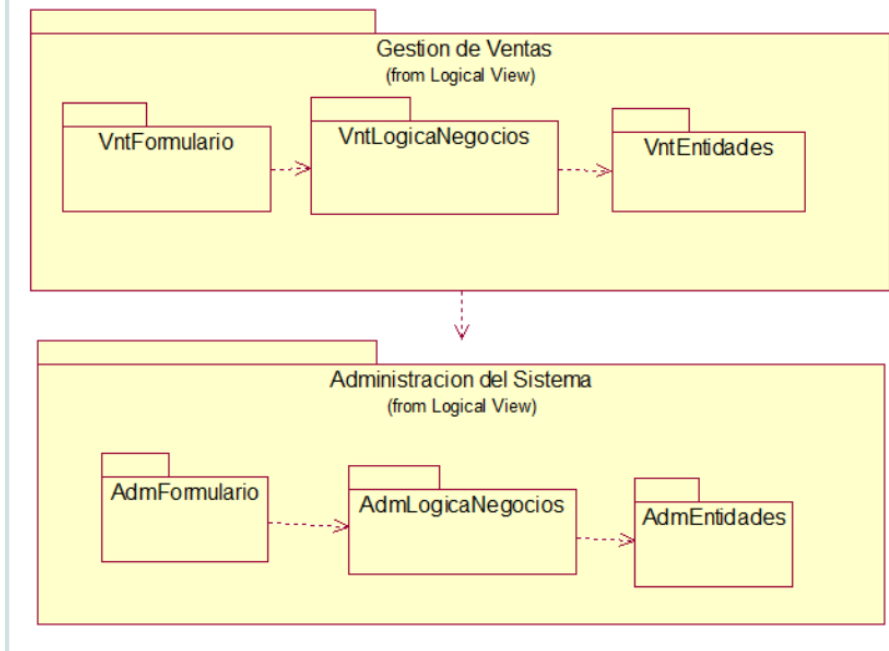 Gestion de Ventas
(from Logical View)
VntFormulario
VntLogicaNegocios
VntEntidades
Administracion del Sistema
(from Logical View)
AdmFormulario
AdmLogicaNegocios
AdmEntidades